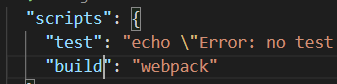 "scripts": {
"test": "echo \"Error: no test
"build": "webpack"